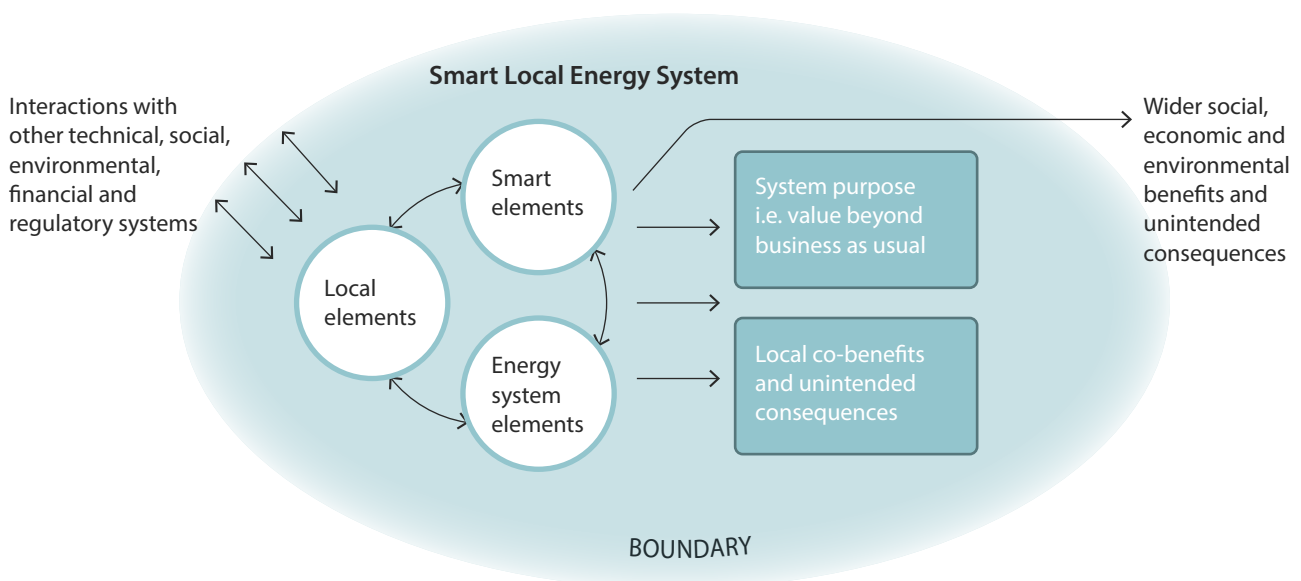 Smart Local Energy System
Interactions with
other technical, social,
environmental,
financial and
regulatory systems
Local
elements
Smart
elements
Energy
system
elements
System purpose
i.e. value beyond
business as usual
Local co-benefits
and unintended
consequences
Wider social,
economic and
environmental
benefits and
unintended
consequences
BOUNDARY